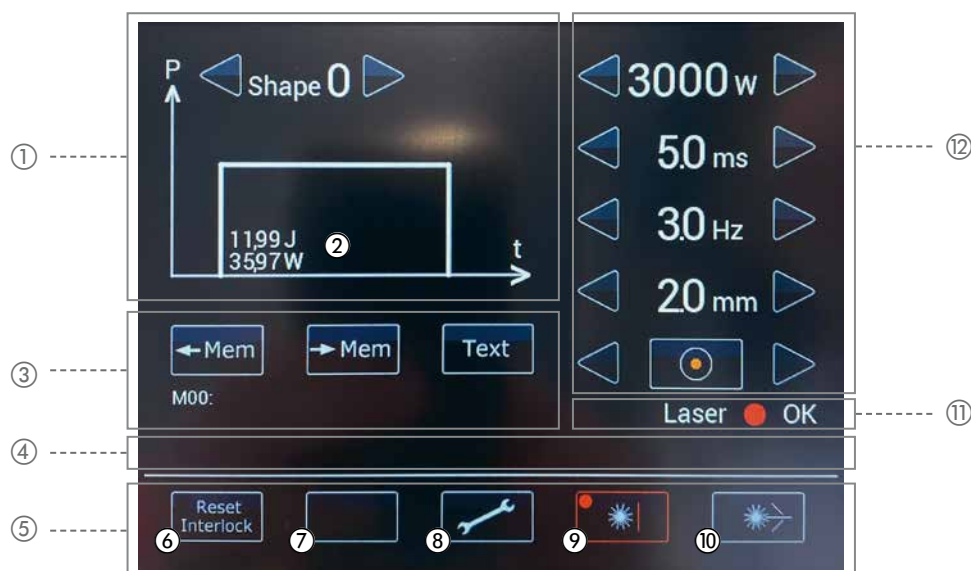 P
Shape 0
11,99 J
35,97 W
②
t
①
3000 W
5.0 ms
3.0 Hz
2.0 mm
⑫
← Mem
→ Mem
Text
M00:
③
Laser OK
⑪
④
⑤
Reset
Interlock
⑥
⑦
⑧
⑨
⑩